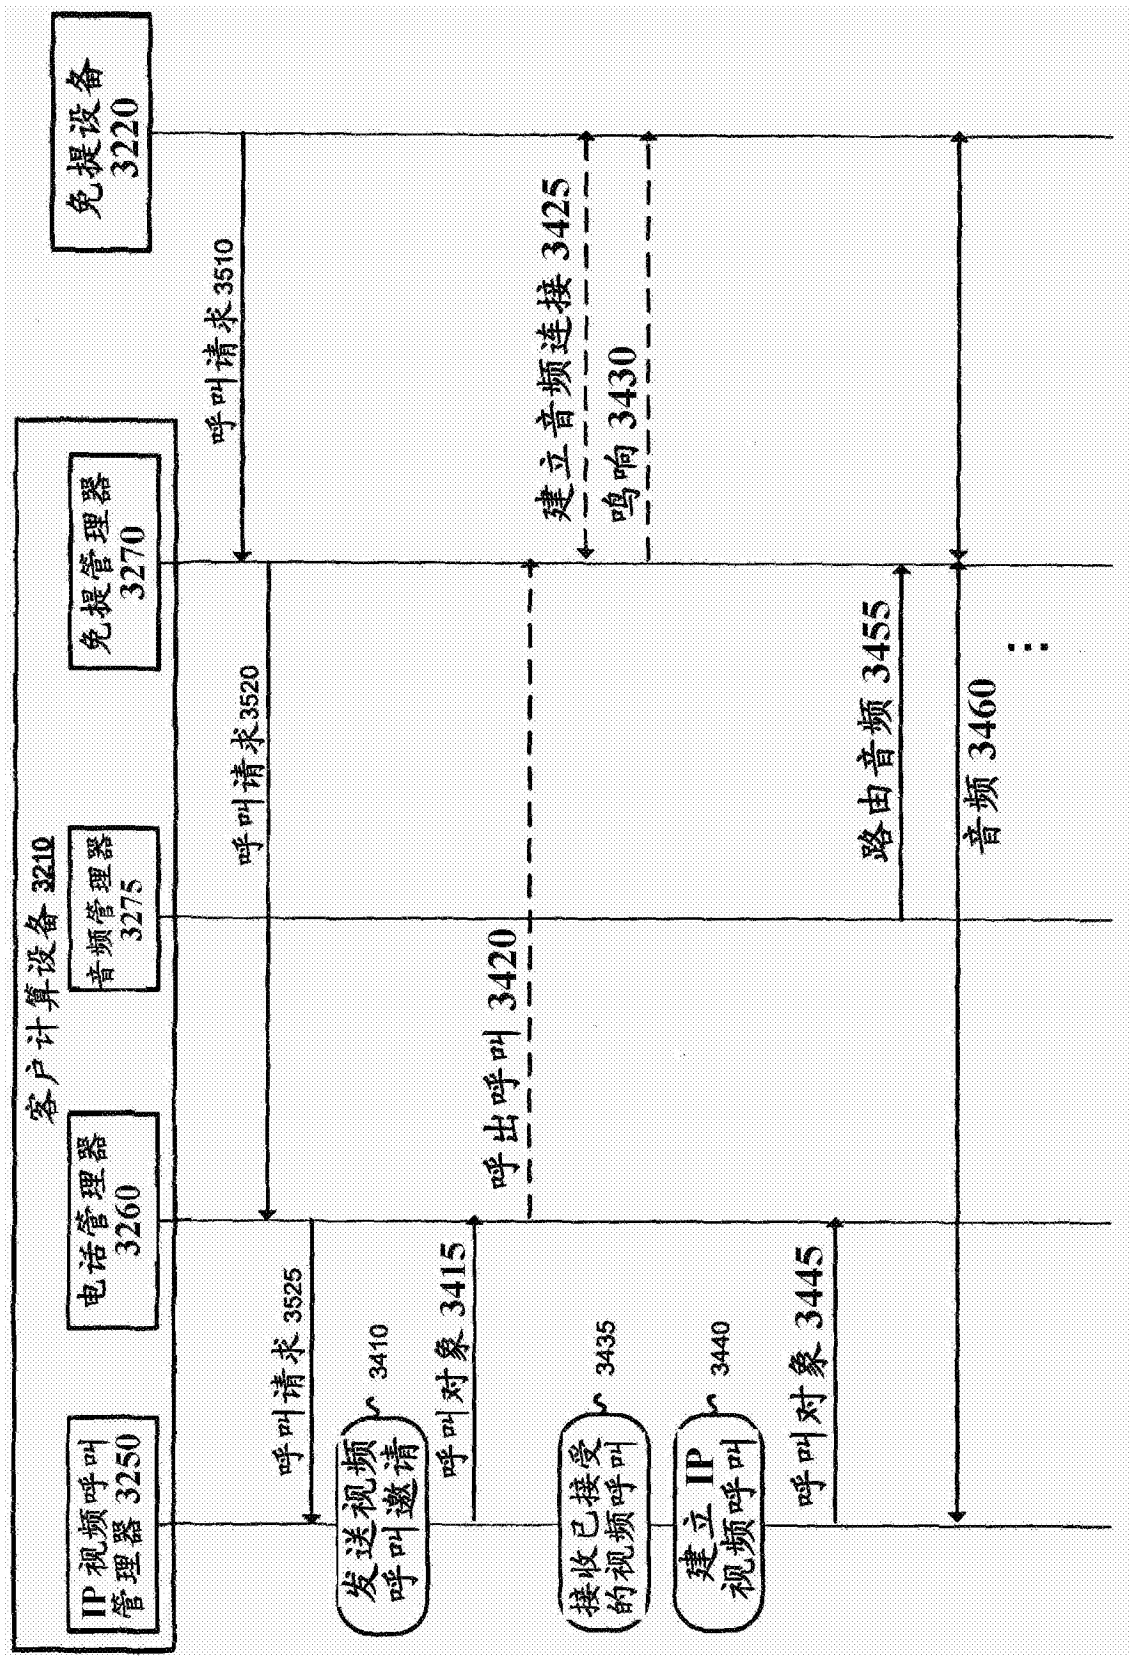 客户计算设备 3210
IP 视频呼叫
管理器 3250
电话管理器
3260
音频管理器
3275
免提管理器
3270
免提设备
3220
呼叫请求 3510
呼叫请求 3520
呼叫请求 3525
发送视频
呼叫邀请
3410
呼叫对象 3415
呼出呼叫 3420
建立音频连接 3425
鸣响 3430
接收已接受
的视频呼叫
3435
建立 IP
视频呼叫
3440
呼叫对象 3445
路由音频 3455
音频 3460
⋮